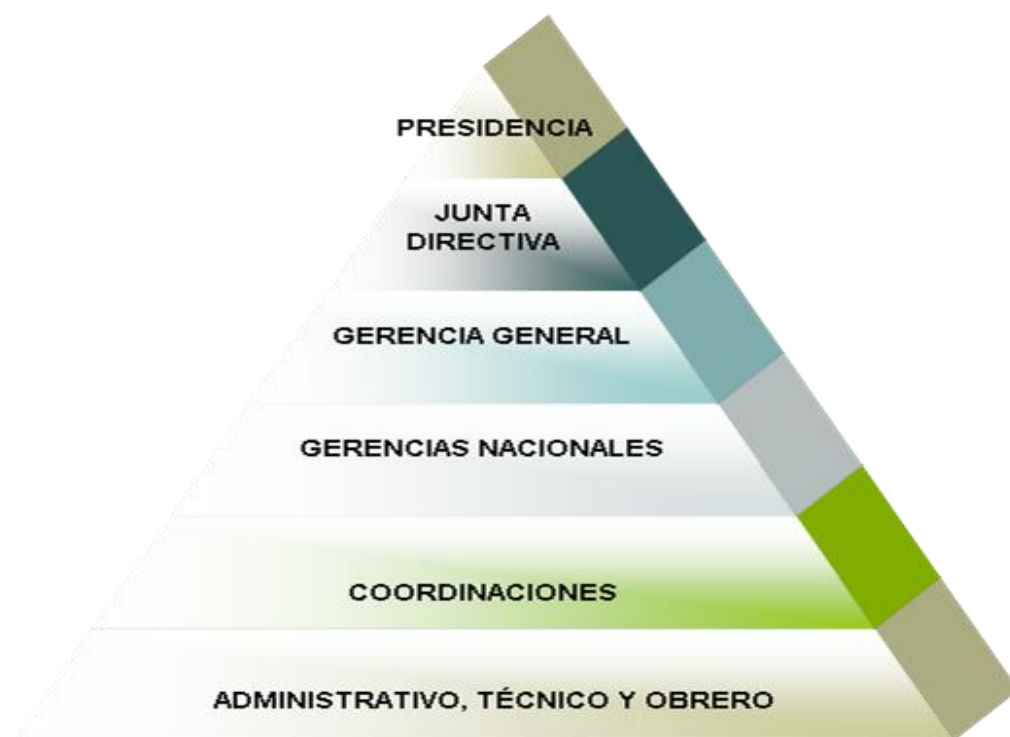 PRESIDENCIA
JUNTA
DIRECTIVA
GERENCIA GENERAL
GERENCIAS NACIONALES
COORDINACIONES
ADMINISTRATIVO, TÉCNICO Y OBRERO